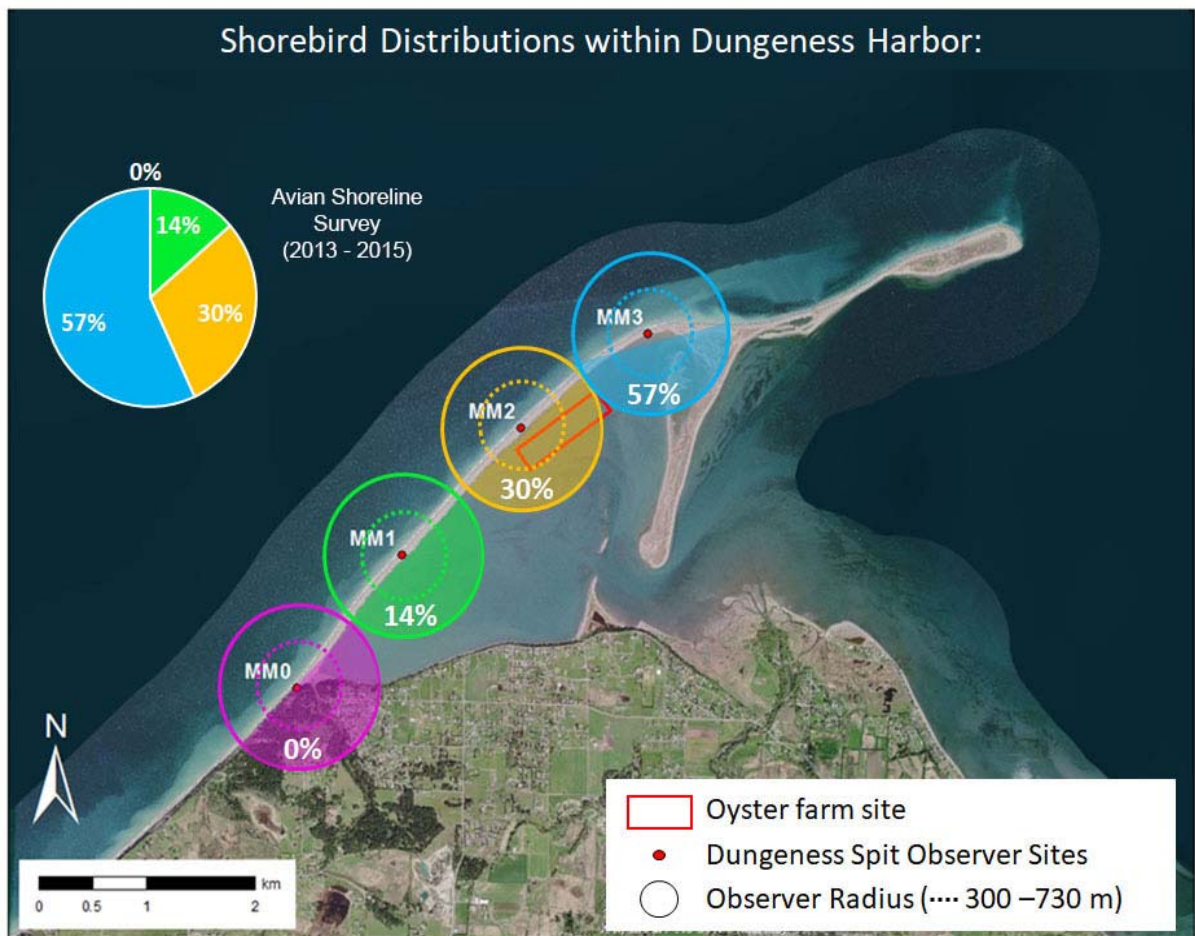 Shorebird Distributions within Dungeness Harbor:
0%
14%
30%
57%
Avian Shoreline
Survey
(2013 - 2015)
MM3
57%
MM2
30%
MM1
14%
MM0
0%
N
km
0 0.5 1 2
Oyster farm site
Dungeness Spit Observer Sites
Observer Radius (···· 300 –730 m)